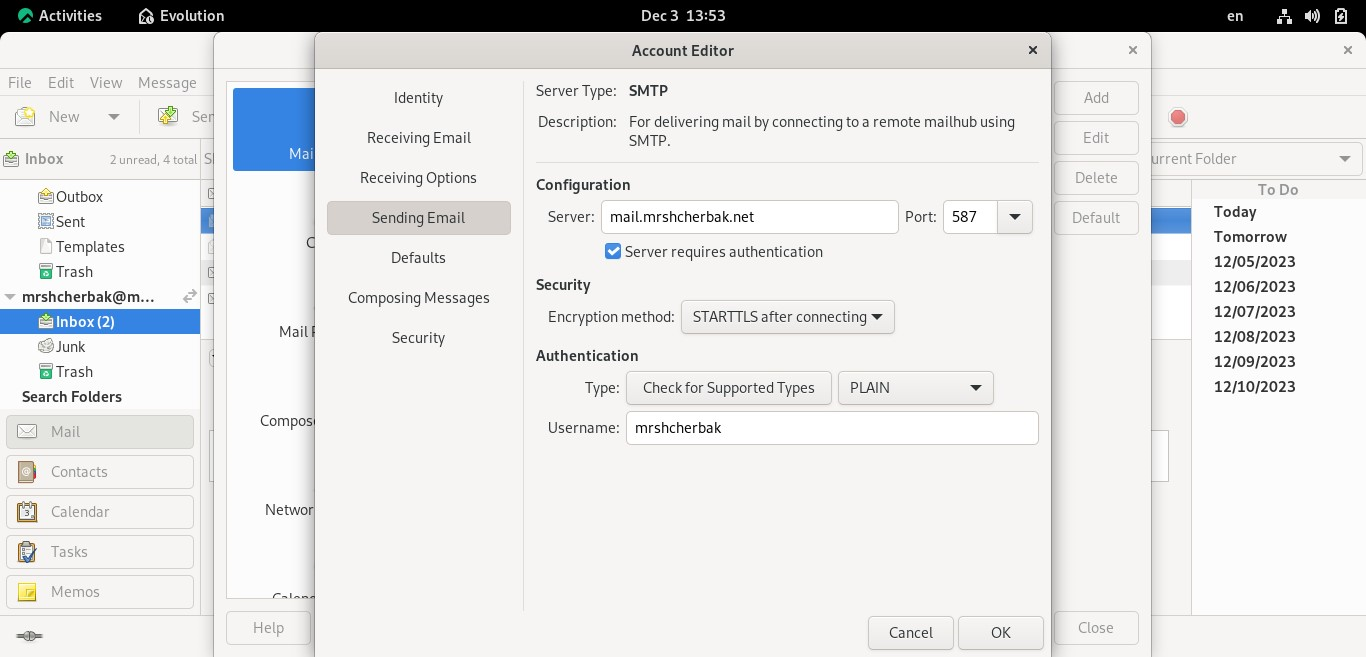 Activities
Evolution
Dec 3 13:53
en
Account Editor
File Edit View Message
New
Inbox
2 unread, 4 total
Outbox
Sent
Templates
Trash
mrshcherbak@m...
Inbox (2)
Junk
Trash
Search Folders
Mail
Contacts
Calendar
Tasks
Memos
Help
Identity
Receiving Email
Receiving Options
Sending Email
Defaults
Composing Messages
Security
Server Type: SMTP
Description: For delivering mail by connecting to a remote mailhub using
SMTP.
Configuration
Server: mail.mrshcherbak.net Port: 587
Server requires authentication
Security
Encryption method: STARTTLS after connecting
Authentication
Type: Check for Supported Types PLAIN
Username: mrshcherbak
Cancel
OK
Add
Edit
Delete
Default
Close
Folder
To Do
Today
Tomorrow
12/05/2023
12/06/2023
12/07/2023
12/08/2023
12/09/2023
12/10/2023